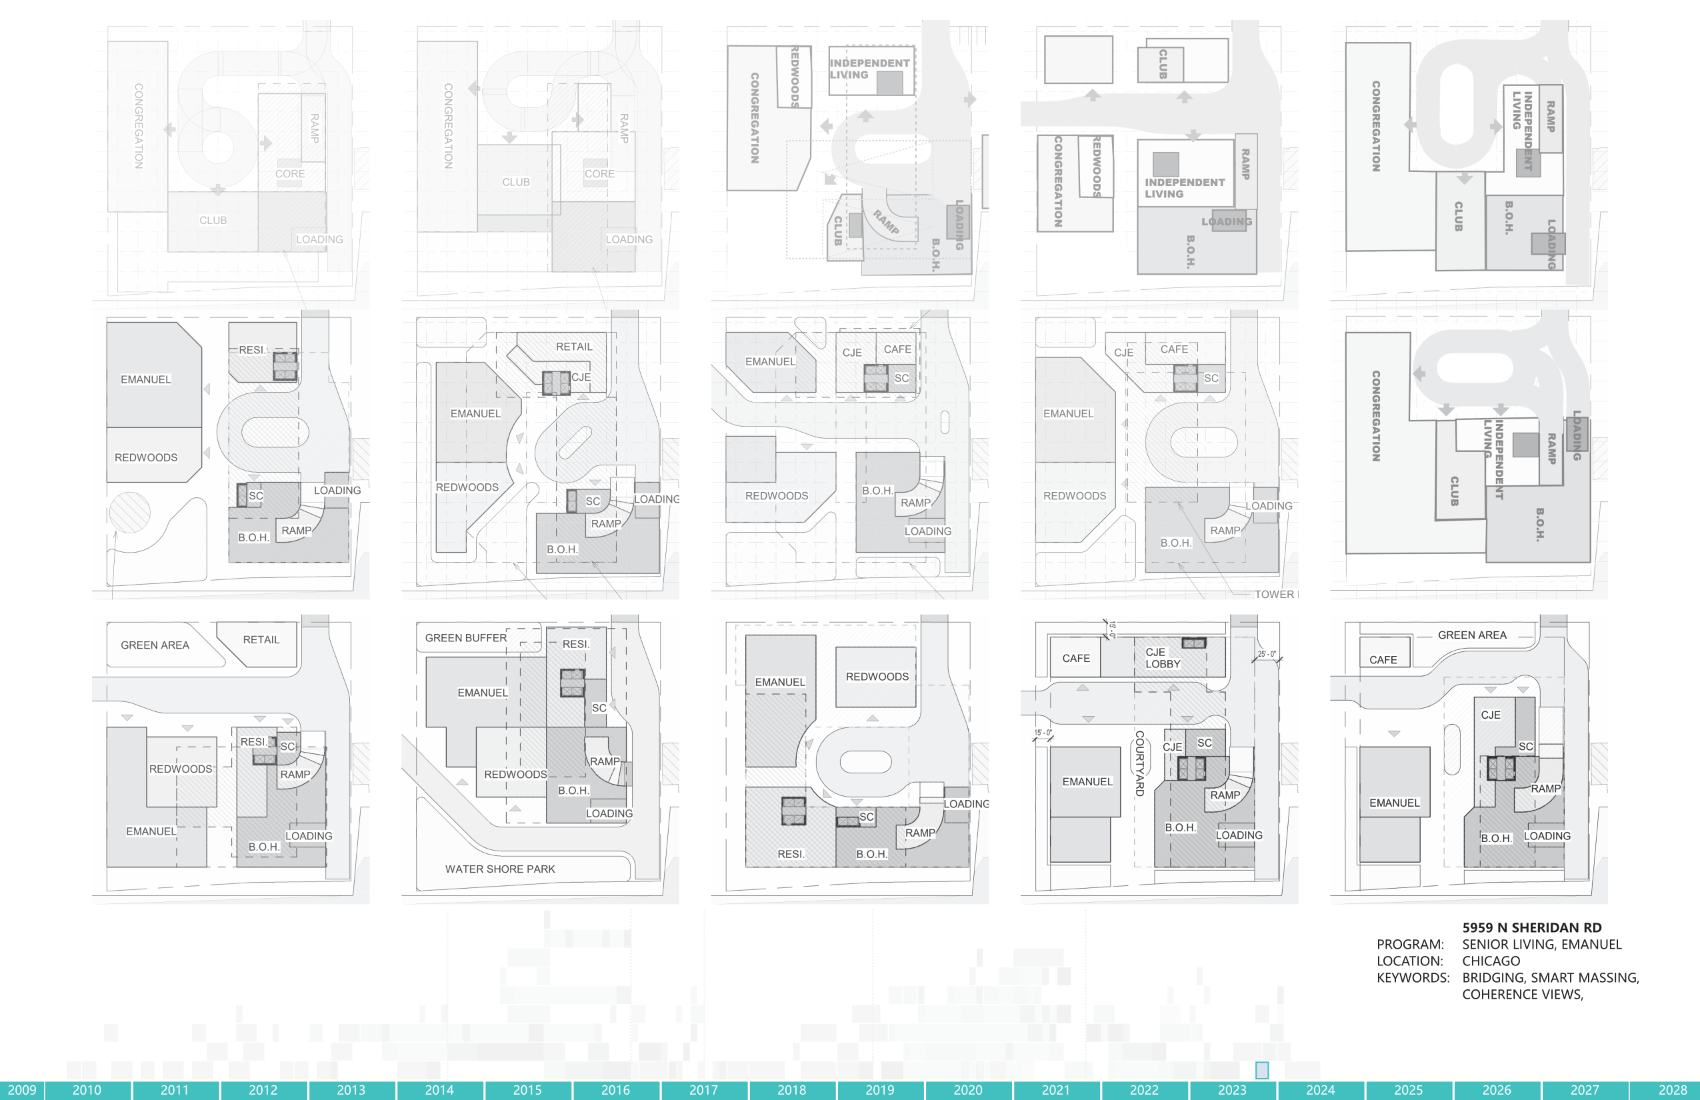 CONGREGATION
RAMP
CORE
CLUB
LOADING
CONGREGATION
RAMP
CLUB
CORE
LOADING
CONGREGATION
REDWOODS
INDEPENDENT
LIVING
CLUB
RAMP
LOADING
B.O.H.
CLUB
CONGREGATION
REDWOODS
INDEPENDENT
LIVING
RAMP
LOADING
B.O.H.
CONGREGATION
INDEPENDENT
LIVING
RAMP
CLUB
B.O.H.
LOADING
EMANUEL
RESI.
REDWOODS
SC
LOADING
RAMP
B.O.H.
RETAIL
CJE
EMANUEL
REDWOODS
SC
LOADING
RAMP
B.O.H.
EMANUEL
CJE
CAFE
SC
REDWOODS
B.O.H.
RAMP
LOADING
CJE
CAFE
SC
EMANUEL
REDWOODS
LOADING
RAMP
B.O.H.
TOWER
CONGREGATION
CLUB
INDEPENDENT
LIVING
RAMP
LOADING
B.O.H.
GREEN AREA
RETAIL
RESI.
SC
REDWOODS
RAMP
EMANUEL
LOADING
B.O.H.
GREEN BUFFER
RESI.
EMANUEL
SC
REDWOODS
RAMP
B.O.H.
LOADING
WATER SHORE PARK
EMANUEL
REDWOODS
LOADING
SC
RAMP
RESI.
B.O.H.
15'-0"
CAFE
CJE
LOBBY
25'-0"
15'-0"
COURTYARD
CJE
SC
EMANUEL
RAMP
B.O.H.
LOADING
GREEN AREA
CAFE
CJE
SC
EMANUEL
RAMP
B.O.H.
LOADING
5959 N SHERIDAN RD
PROGRAM: SENIOR LIVING, EMANUEL
LOCATION: CHICAGO
KEYWORDS: BRIDGING, SMART MASSING,
COHERENCE VIEWS,
2009 2010 2011 2012 2013 2014 2015 2016 2017 2018 2019 2020 2021 2022 2023 2024 2025 2026 2027 2028